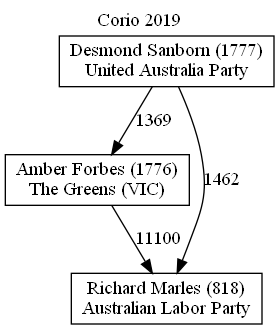 Corio 2019
Desmond Sanborn (1777)
United Australia Party
1369
Amber Forbes (1776)
The Greens (VIC)
1462
11100
Richard Marles (818)
Australian Labor Party